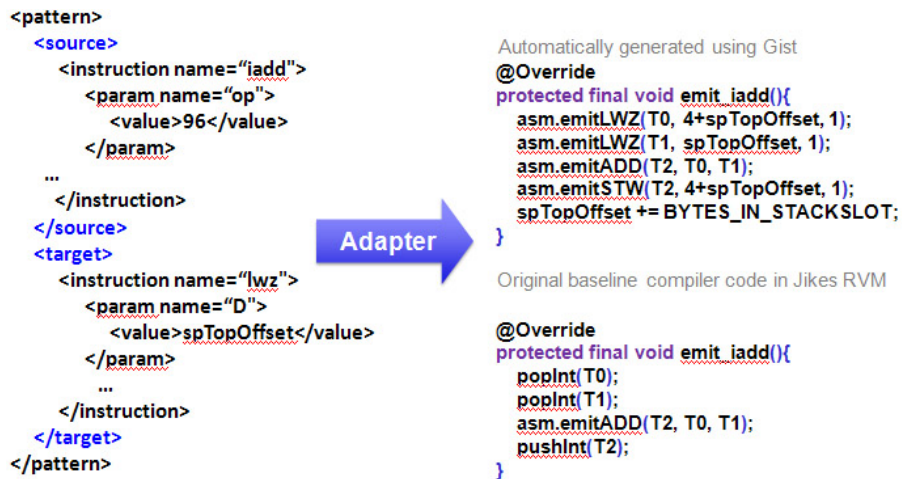 <pattern>
<source>
<instruction name=“iadd">
<param name=“op">
<value>96</value>
</param>
...
</instruction>
</source>
<target>
<instruction name=“lwz">
<param name=“D">
<value>spTopOffset</value>
</param>
...
</instruction>
</target>
</pattern>
Adapter
Automatically generated using Gist
@Override
protected final void emit_iadd(){
asm.emitLWZ(T0, 4+spTopOffset, 1);
asm.emitLWZ(T1, spTopOffset, 1);
asm.emitADD(T2, T0, T1);
asm.emitSTW(T2, 4+spTopOffset, 1);
spTopOffset += BYTES_IN_STACKSLOT;
}
Original baseline compiler code in Jikes RVM
@Override
protected final void emit_iadd(){
popInt(T0);
popInt(T1);
asm.emitADD(T2, T0, T1);
pushInt(T2);
}